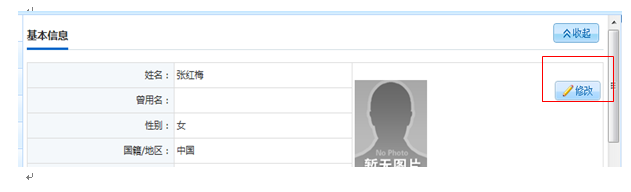 基本信息
收起
姓名： 张红梅
修改
曾用名：
性别： 女
国籍/地区： 中国
No Photo
暂无图片